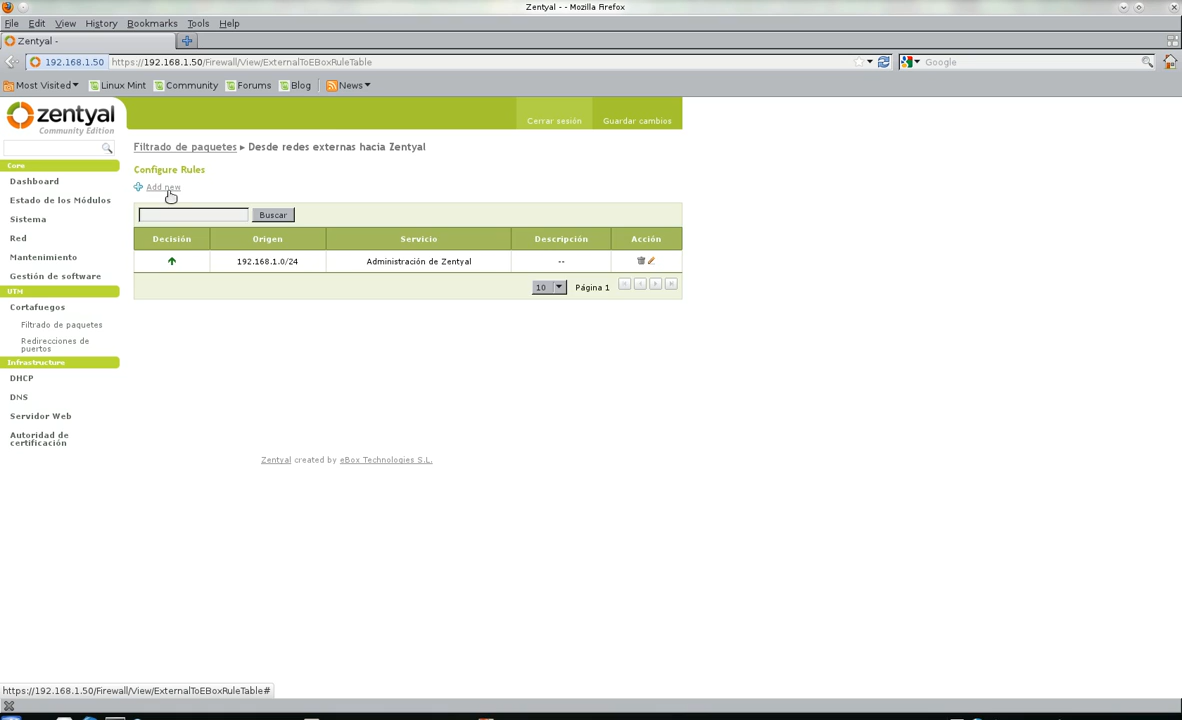 Zentyal - - Mozilla Firefox
File Edit View History Bookmarks Tools Help
Zentyal -
192.168.1.50 https://192.168.1.50/Firewall/View/ExternalToEBoxRuleTable Google
Most Visited Linux Mint Community Forums Blog News
zentyal
Community Edition
Cerrar sesión Guardar cambios
Filtrado de paquetes ▸ Desde redes externas hacia Zentyal
Configure Rules
Add new
Buscar
Decisión Origen Servicio Descripción Acción
192.168.1.0/24 Administración de Zentyal --
10 Página 1
Core
Dashboard
Estado de los Módulos
Sistema
Red
Mantenimiento
Gestión de software
UTM
Cortafuegos
Filtrado de paquetes
Redirecciones de
puertos
Infrastructure
DHCP
DNS
Servidor Web
Autoridad de
certificación
Zentyal created by eBox Technologies S.L.
https://192.168.1.50/Firewall/View/ExternalToEBoxRuleTable#